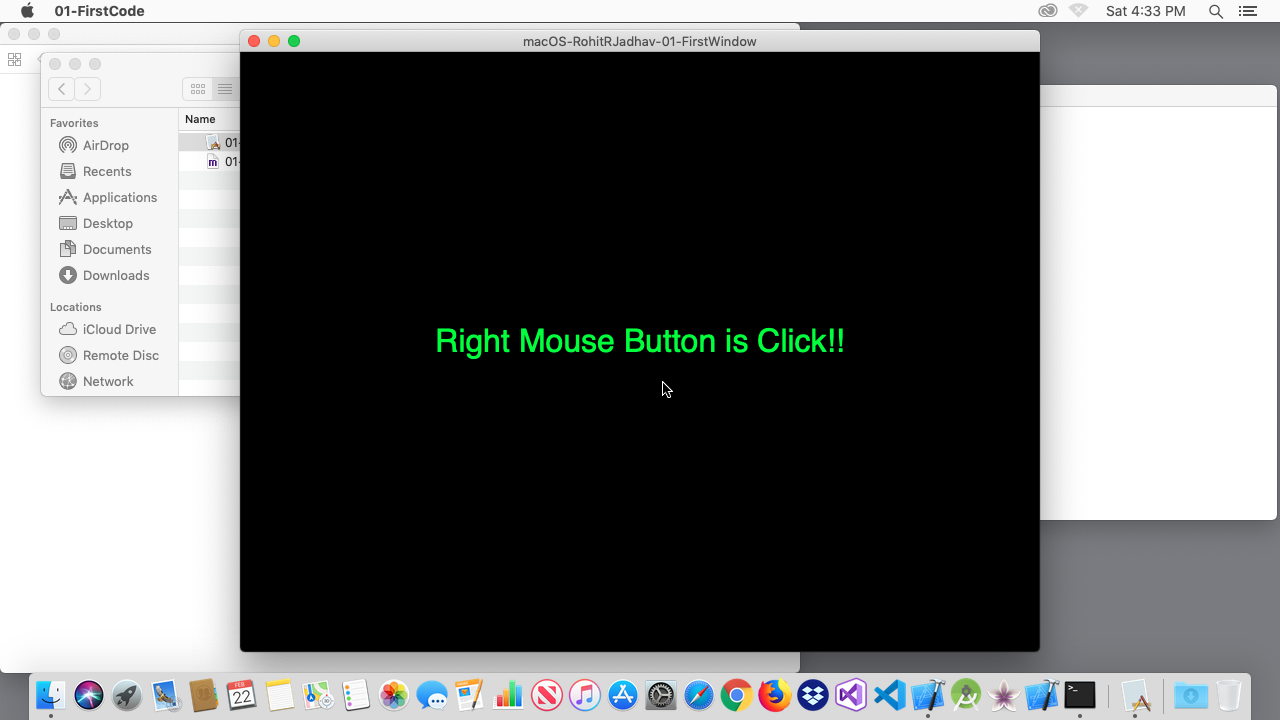 01-FirstCode
Sat 4:33 PM
macOS-RohitRJadhav-01-FirstWindow
Name
Favorites
AirDrop
Recents
Applications
Desktop
Documents
Downloads
Locations
iCloud Drive
Remote Disc
Network
01-
m 01-
Right Mouse Button is Click!!
FEB
22